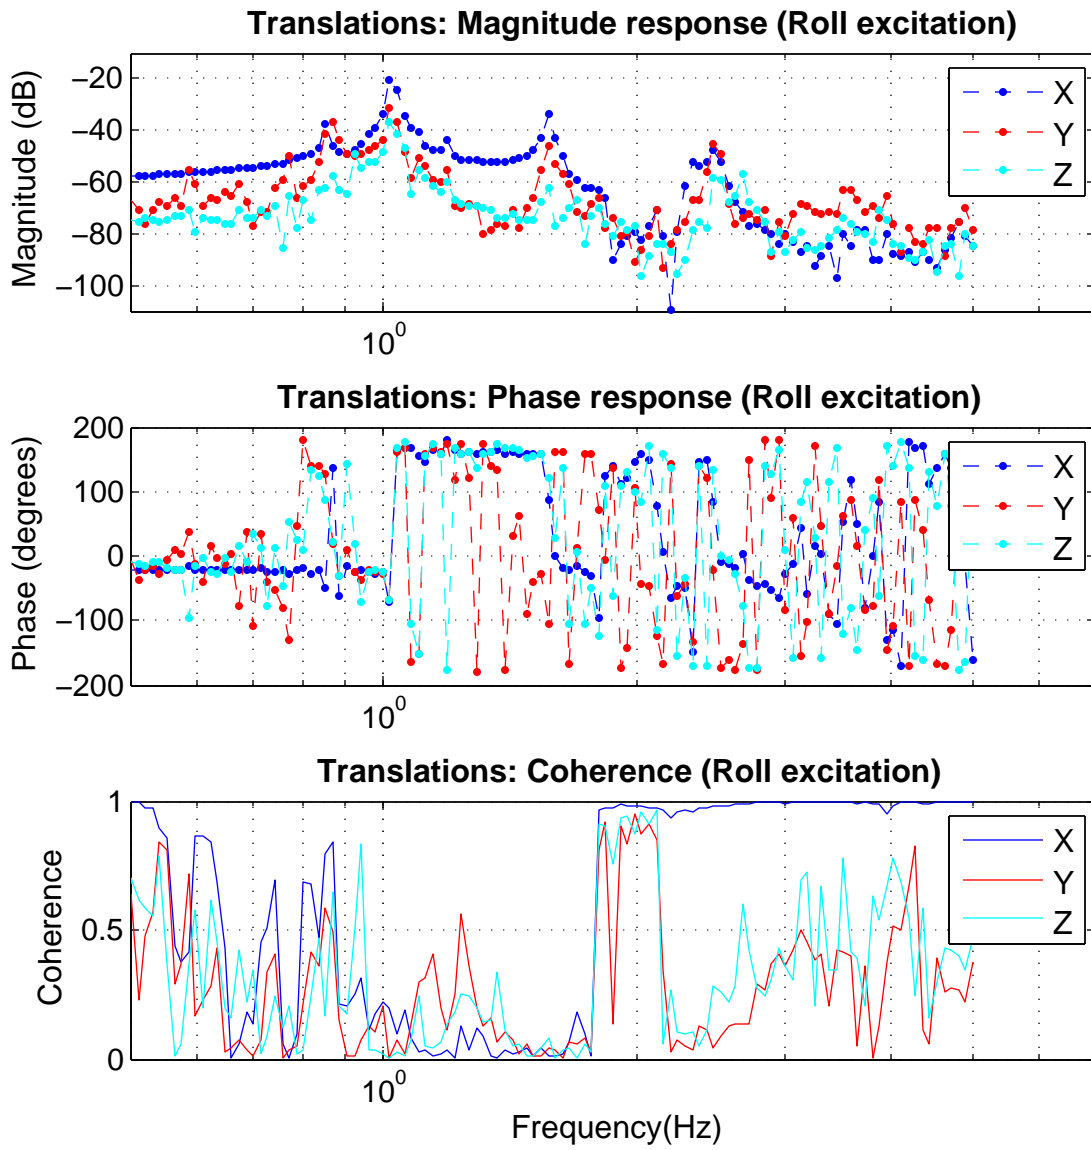 Translations: Magnitude response (Roll excitation)
Magnitude (dB)
−20
−40
−60
−80
−100
10^0
X
Y
Z
Translations: Phase response (Roll excitation)
Phase (degrees)
200
100
0
−100
−200
10^0
X
Y
Z
Translations: Coherence (Roll excitation)
Coherence
1
0.5
0
10^0
X
Y
Z
Frequency(Hz)